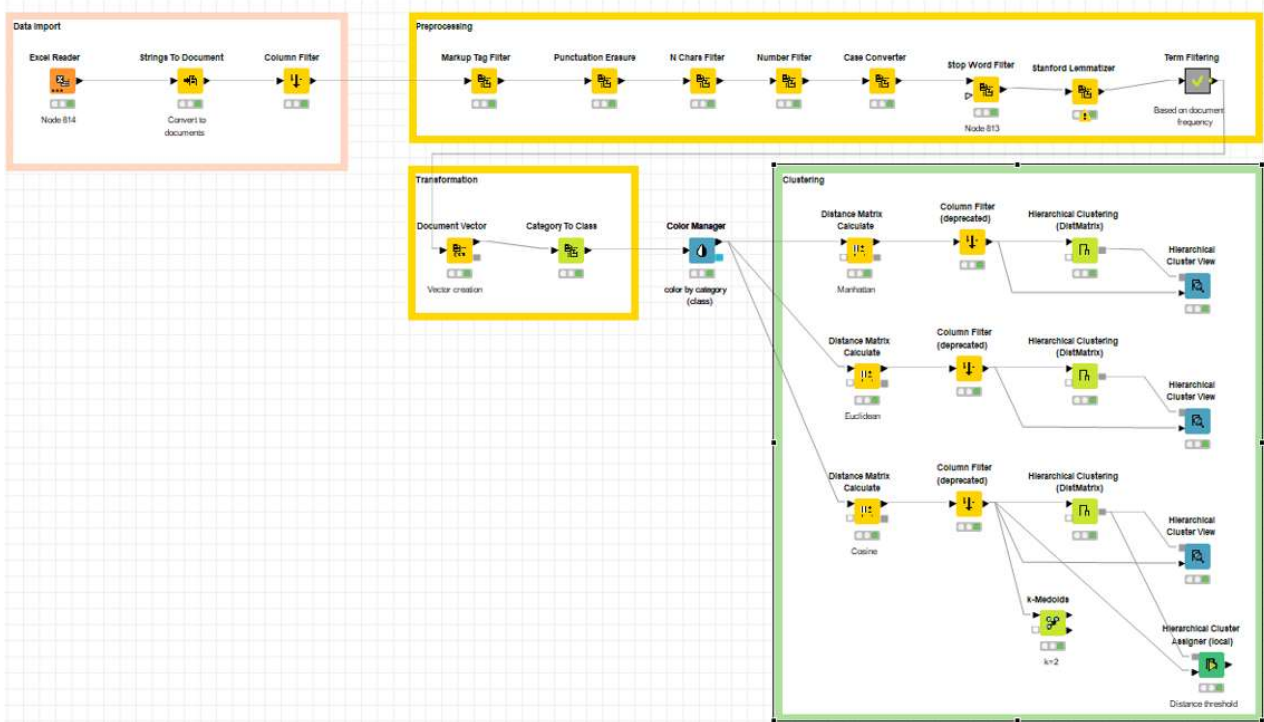 Data Import
Excel Reader
Strings To Document
Column Filter
Node 814
Convert to
documents
Preprocessing
Markup Tag Filter
Punctuation Erasure
N Chars Filter
Number Filter
Case Converter
Stop Word Filter
Stanford Lemmatizer
Term Filtering
Node 813
Based on document
frequency
Transformation
Document Vector
Category To Class
Vector creation
Color Manager
color by category
(class)
Clustering
Distance Matrix
Calculate
Column Filter
(deprecated)
Hierarchical Clustering
(DistMatrix)
Hierarchical
Cluster View
Manhattan
Distance Matrix
Calculate
Column Filter
(deprecated)
Hierarchical Clustering
(DistMatrix)
Hierarchical
Cluster View
Euclidean
Distance Matrix
Calculate
Column Filter
(deprecated)
Hierarchical Clustering
(DistMatrix)
Hierarchical
Cluster View
Cosine
k-Medoids
k=2
Hierarchical Cluster
Assigner (local)
Distance threshold